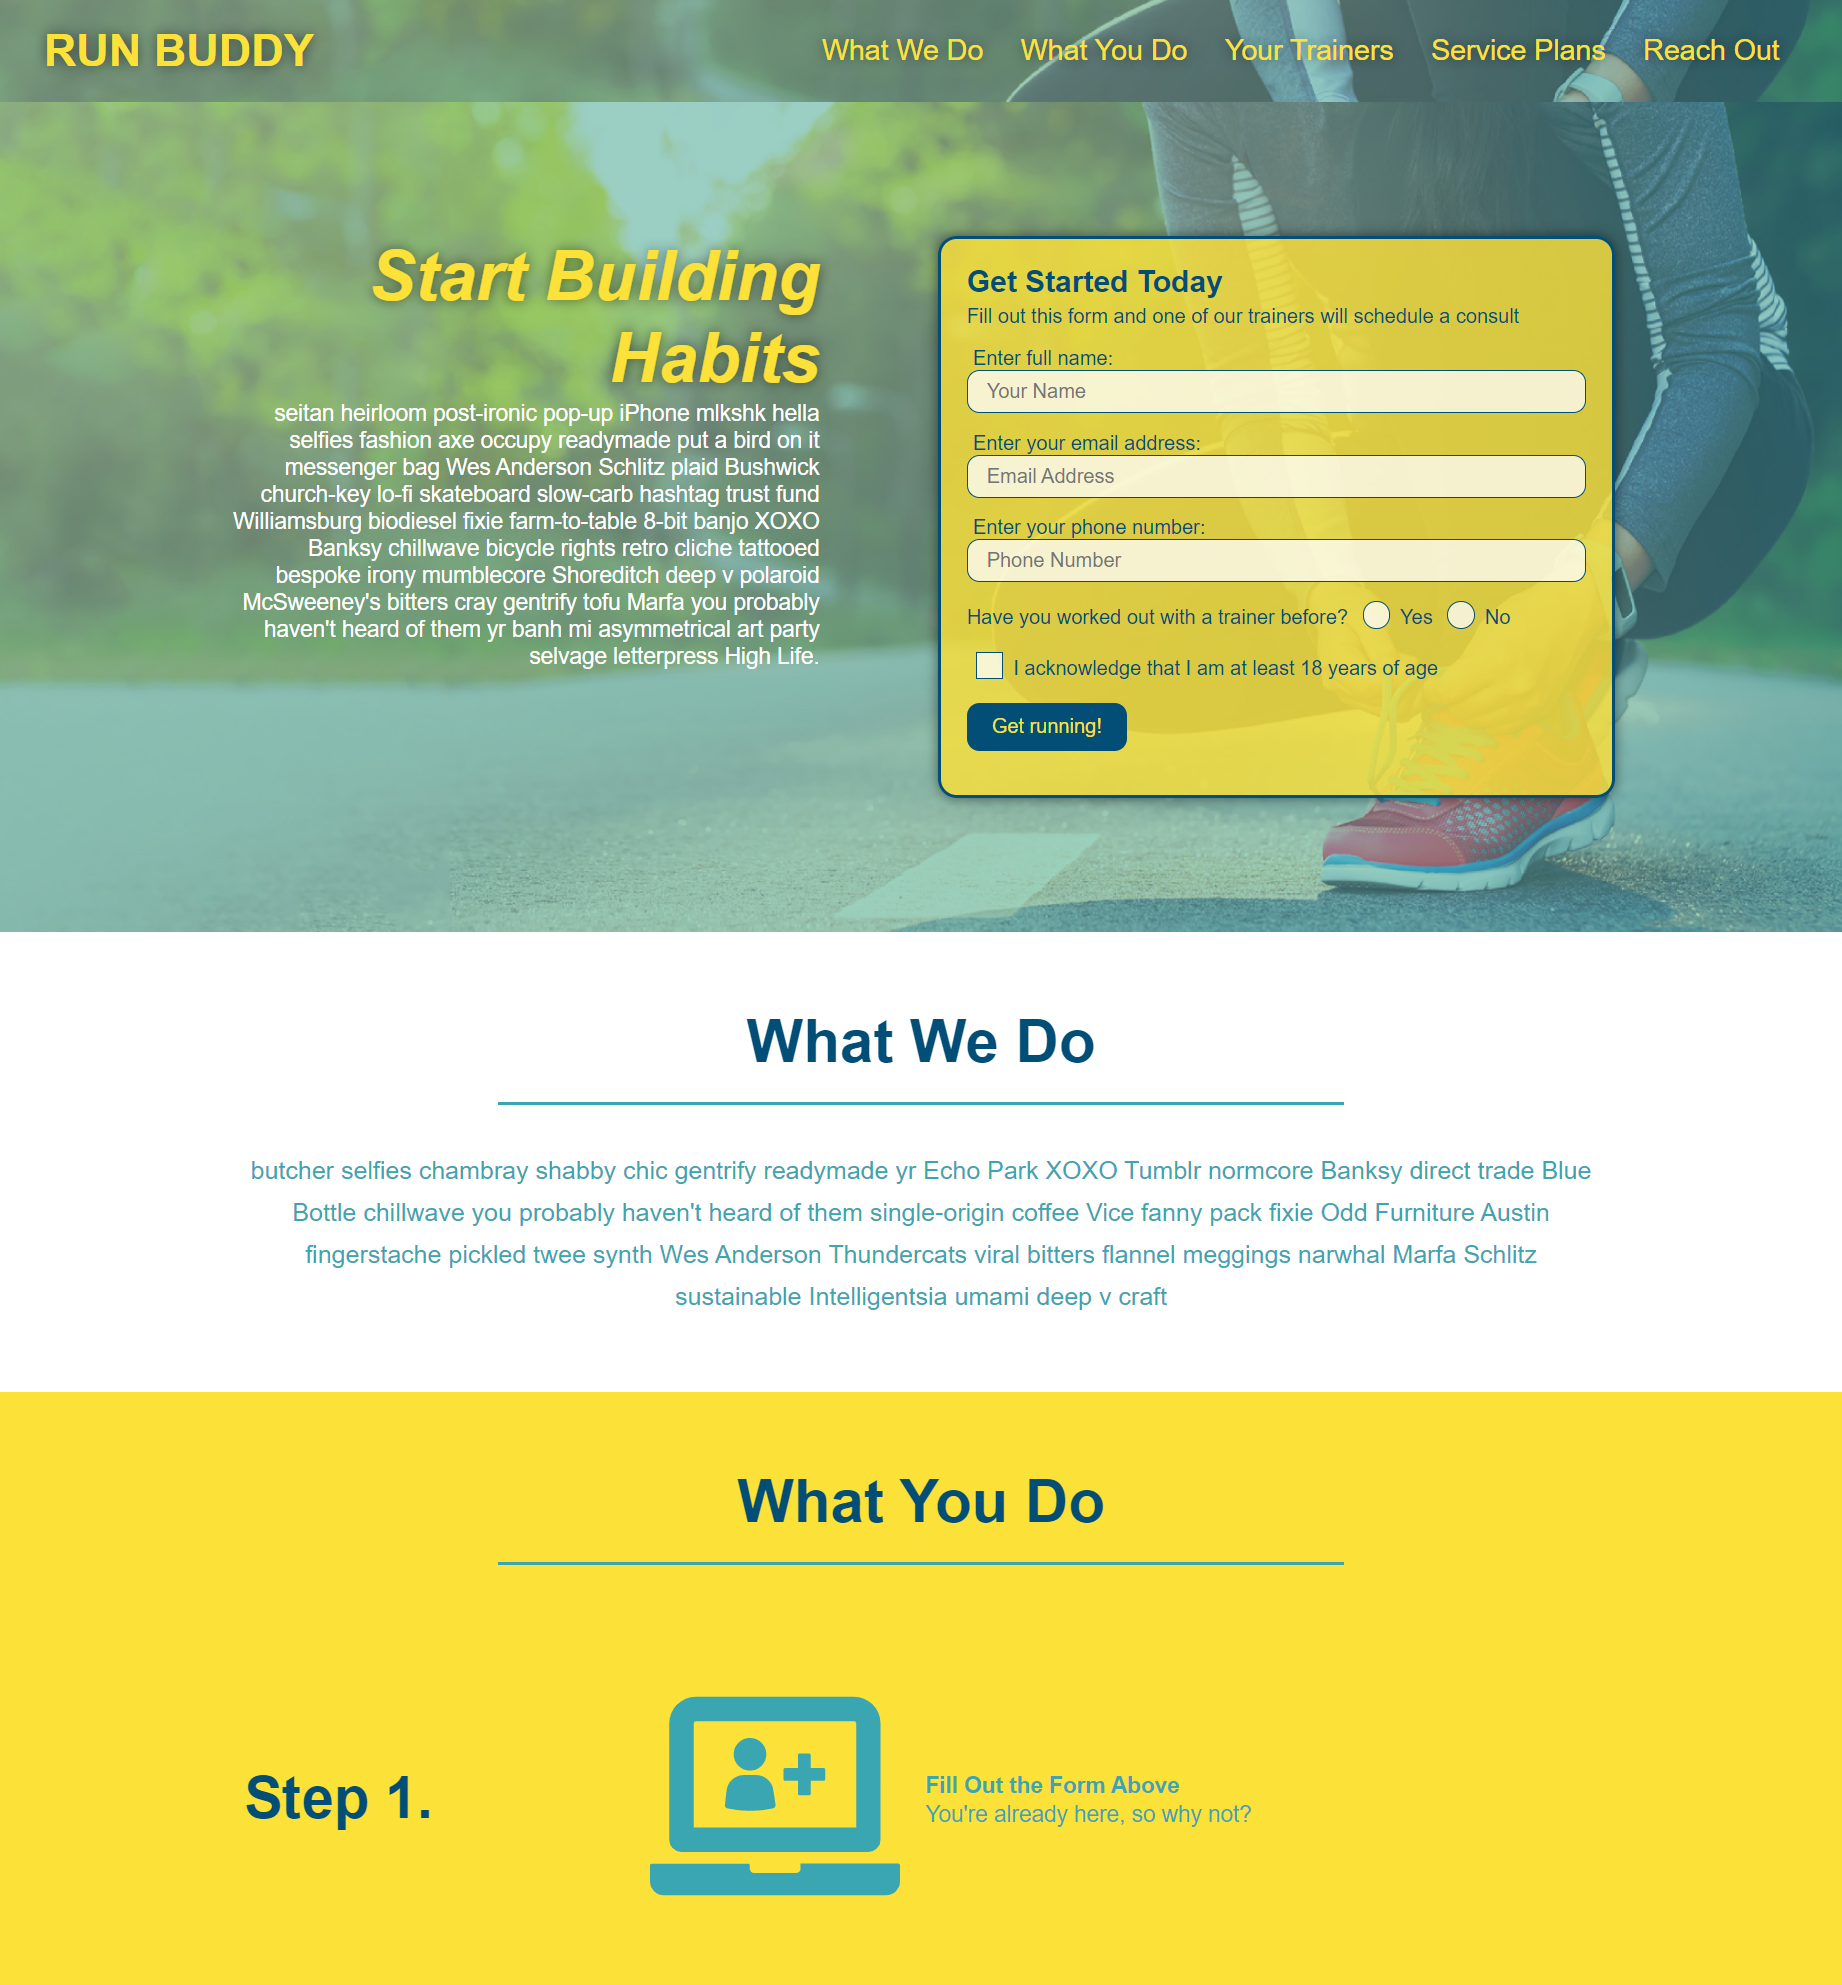 RUN BUDDY
What We Do
What You Do
Your Trainers
Service Plans
Reach Out
Start Building
Habits
seitan heirloom post-ironic pop-up iPhone mlkshk hella
selfies fashion axe occupy readymade put a bird on it
messenger bag Wes Anderson Schlitz plaid Bushwick
church-key lo-fi skateboard slow-carb hashtag trust fund
Williamsburg biodiesel fixie farm-to-table 8-bit banjo XOXO
Banksy chillwave bicycle rights retro cliche tattooed
bespoke irony mumblecore Shoreditch deep v polaroid
McSweeney's bitters cray gentrify tofu Marfa you probably
haven't heard of them yr banh mi asymmetrical art party
selvage letterpress High Life.
Get Started Today
Fill out this form and one of our trainers will schedule a consult
Enter full name:
Your Name
Enter your email address:
Email Address
Enter your phone number:
Phone Number
Have you worked out with a trainer before? Yes No
I acknowledge that I am at least 18 years of age
Get running!
What We Do
butcher selfies chambray shabby chic gentrify readymade yr Echo Park XOXO Tumblr normcore Banksy direct trade Blue
Bottle chillwave you probably haven't heard of them single-origin coffee Vice fanny pack fixie Odd Furniture Austin
fingerstache pickled twee synth Wes Anderson Thundercats viral bitters flannel meggings narwhal Marfa Schlitz
sustainable Intelligentsia umami deep v craft
What You Do
Step 1.
Fill Out the Form Above
You're already here, so why not?